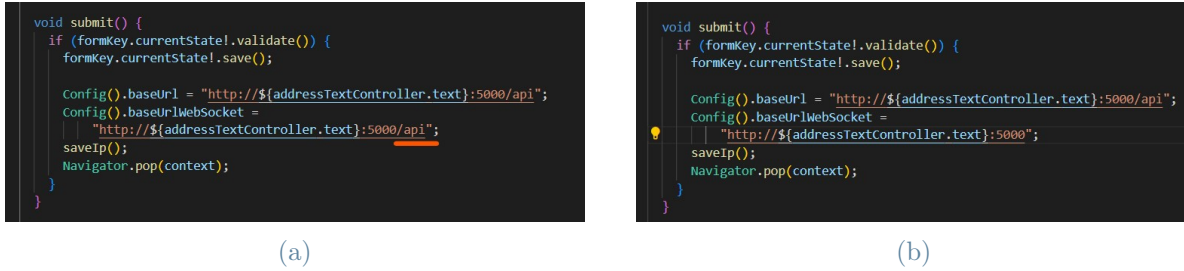 void submit() {
if (formKey.currentState!.validate()) {
formKey.currentState!.save();
Config().baseUrl = "http://${addressTextController.text}:5000/api";
Config().baseUrlWebSocket =
"http://${addressTextController.text}:5000/api";
saveIp();
Navigator.pop(context);
}
}
(a)
void submit() {
if (formKey.currentState!.validate()) {
formKey.currentState!.save();
Config().baseUrl = "http://${addressTextController.text}:5000/api";
Config().baseUrlWebSocket =
"http://${addressTextController.text}:5000";
saveIp();
Navigator.pop(context);
}
}
(b)